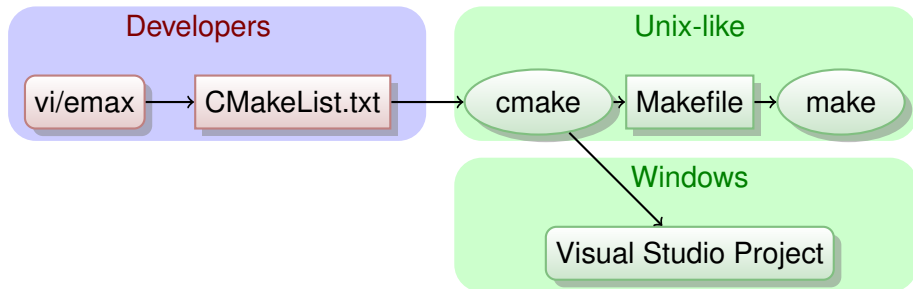 Developers
Unix-like
vi/emax
CMakeList.txt
cmake
Makefile
make
Windows
Visual Studio Project